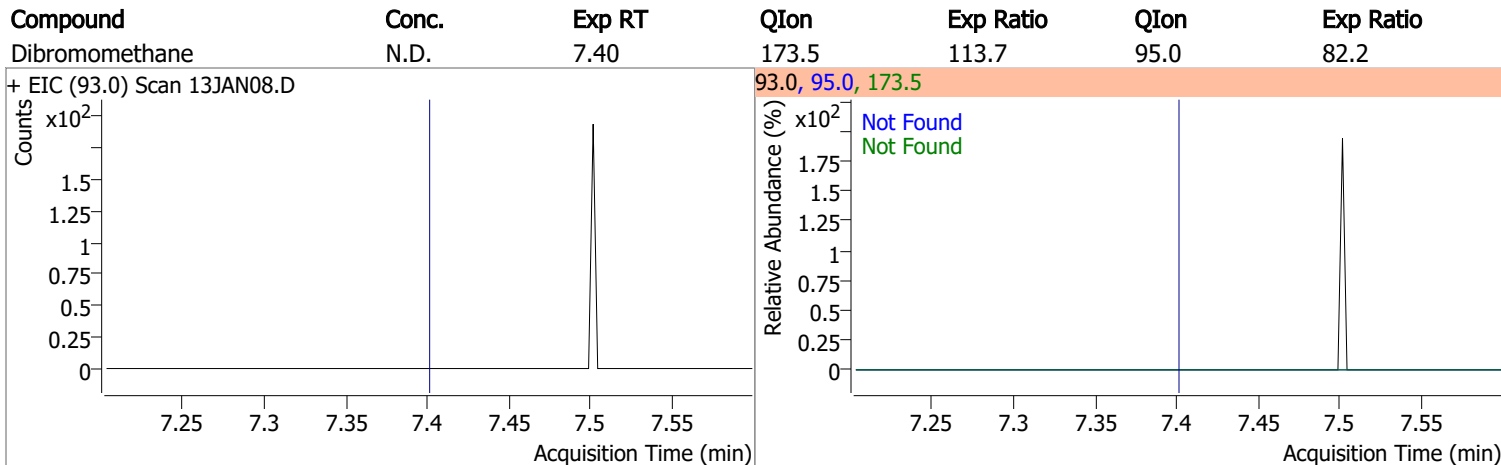 Compound Conc. Exp RT QIon Exp Ratio QIon Exp Ratio
Dibromomethane N.D. 7.40 173.5 113.7 95.0 82.2
+ EIC (93.0) Scan 13JAN08.D
Counts
x10²
1.5
1.25
1
0.75
0.5
0.25
0
7.25 7.3 7.35 7.4 7.45 7.5 7.55
Acquisition Time (min)
93.0, 95.0, 173.5
Relative Abundance (%)
x10²
Not Found
Not Found
1.75
1.5
1.25
1
0.75
0.5
0.25
0
7.25 7.3 7.35 7.4 7.45 7.5 7.55
Acquisition Time (min)